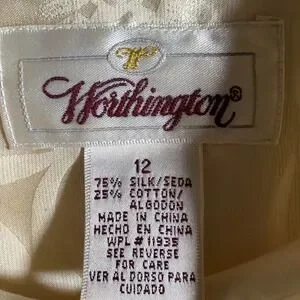 Worthington®
12
75% SILK/SEDA
25% COTTON/
ALGODON
MADE IN CHINA
HECHO EN CHINA
WPL # 11935
SEE REVERSE
FOR CARE
VER AL DORSO PARA
CUIDADO